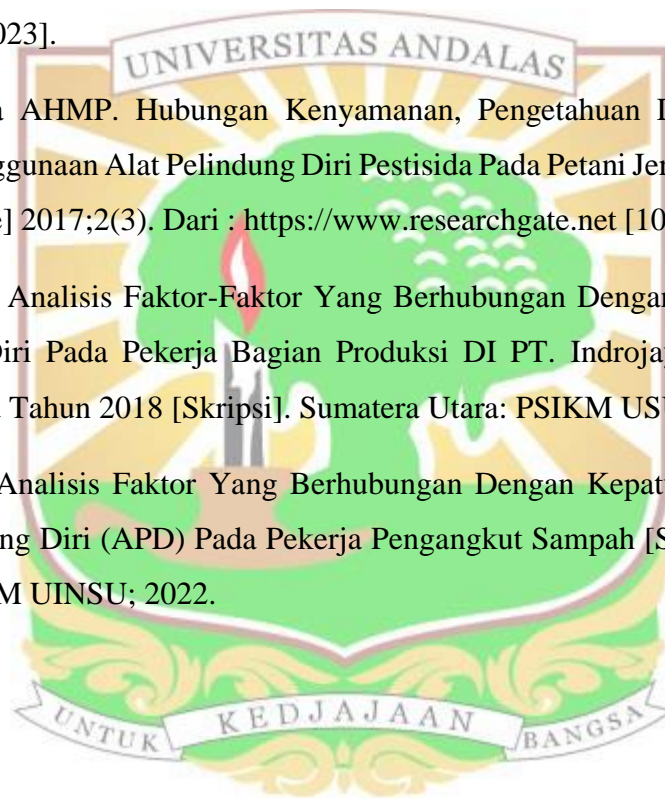 023].
UNIVERSITAS ANDALAS
AHMP. Hubungan Kenyamanan, Pengetahuan
ggunaan Alat Pelindung Diri Pestisida Pada Petani Jer
] 2017;2(3). Dari : https://www.researchgate.net [10
Analisis Faktor-Faktor Yang Berhubungan Dengan
Diri Pada Pekerja Bagian Produksi DI PT. Indrojay
Tahun 2018 [Skripsi]. Sumatera Utara: PSIKM USU
Analisis Faktor Yang Berhubungan Dengan Kepat
ng Diri (APD) Pada Pekerja Pengangkut Sampah [S
M UINSU; 2022.
UNTUK KEDJAJAAN BANGSA